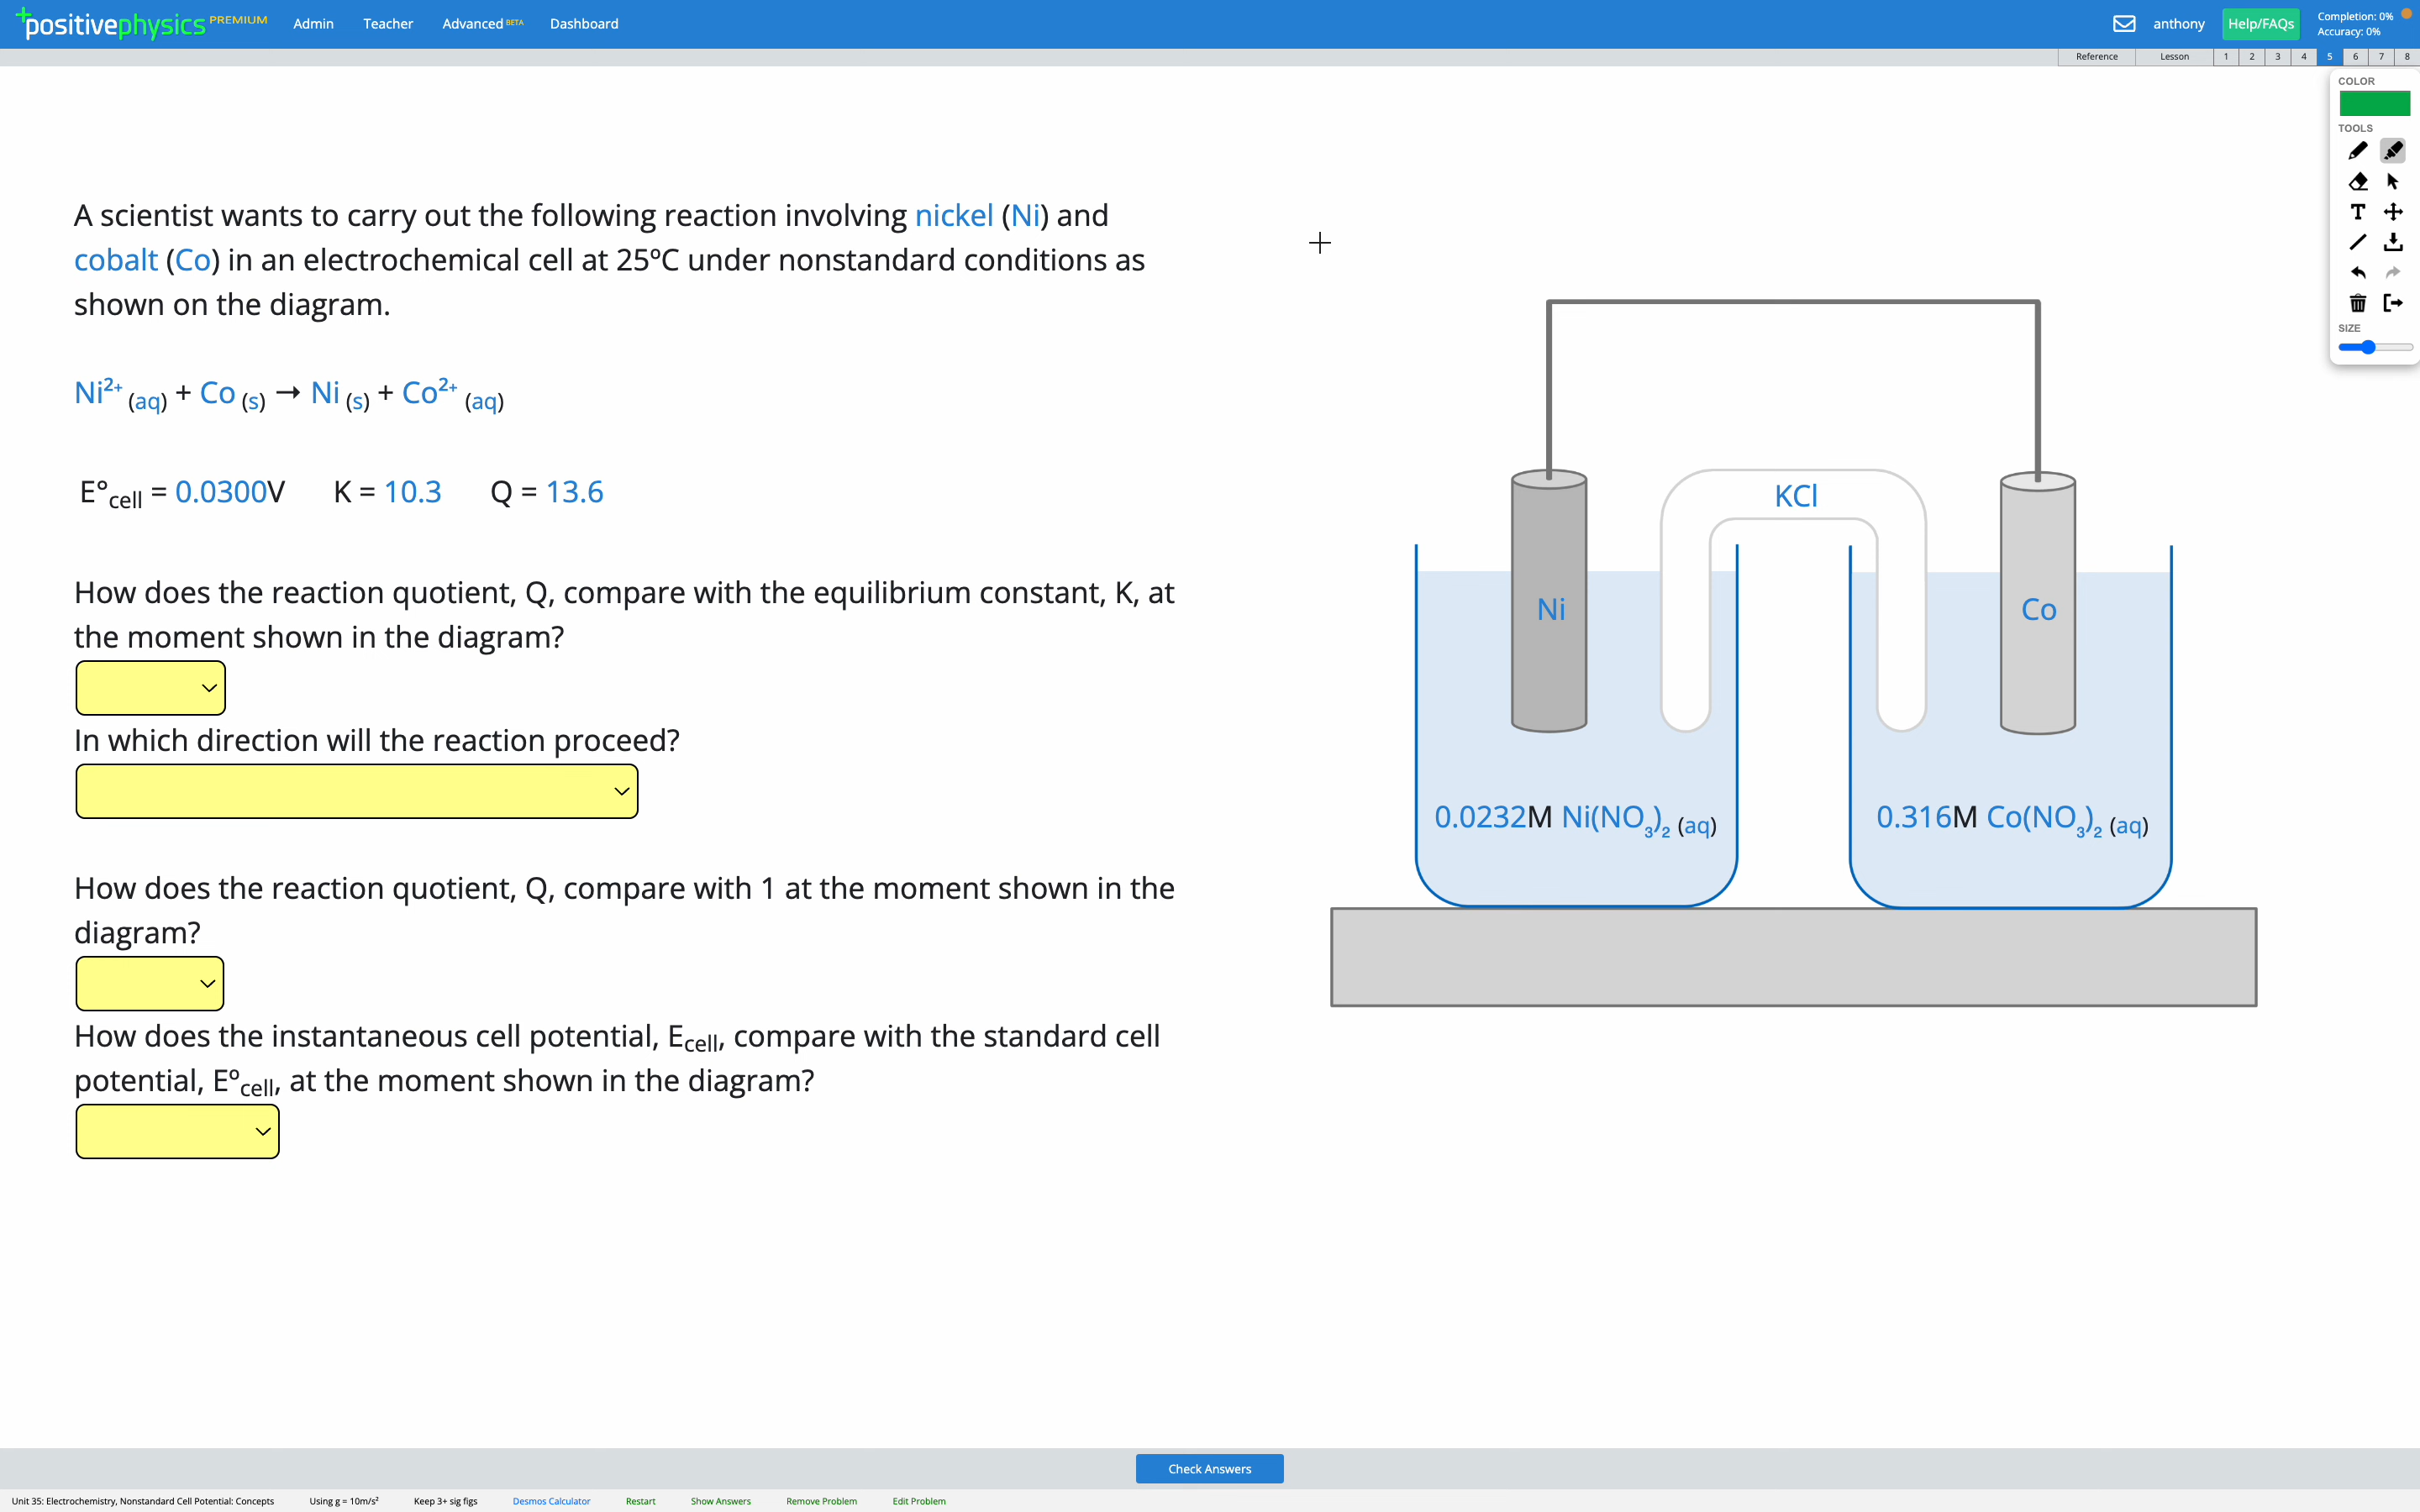 positivephysics PREMIUM Admin Teacher Advanced BETA Dashboard anthony Help/FAQs Completion: 0%
Accuracy: 0%
Reference Lesson 1 2 3 4 5 6 7 8
COLOR
TOOLS
T
SIZE
A scientist wants to carry out the following reaction involving nickel (Ni) and
cobalt (Co) in an electrochemical cell at 25ºC under nonstandard conditions as
shown on the diagram.
Ni²⁺ (aq) + Co (s) → Ni (s) + Co²⁺ (aq)
E°cell = 0.0300V K = 10.3 Q = 13.6
How does the reaction quotient, Q, compare with the equilibrium constant, K, at
the moment shown in the diagram?
In which direction will the reaction proceed?
How does the reaction quotient, Q, compare with 1 at the moment shown in the
diagram?
How does the instantaneous cell potential, Ecell, compare with the standard cell
potential, Eºcell, at the moment shown in the diagram?
KCl
Ni
Co
0.0232M Ni(NO₃)₂ (aq)
0.316M Co(NO₃)₂ (aq)
Check Answers
Unit 35: Electrochemistry, Nonstandard Cell Potential: Concepts Using g = 10m/s² Keep 3+ sig figs Desmos Calculator Restart Show Answers Remove Problem Edit Problem